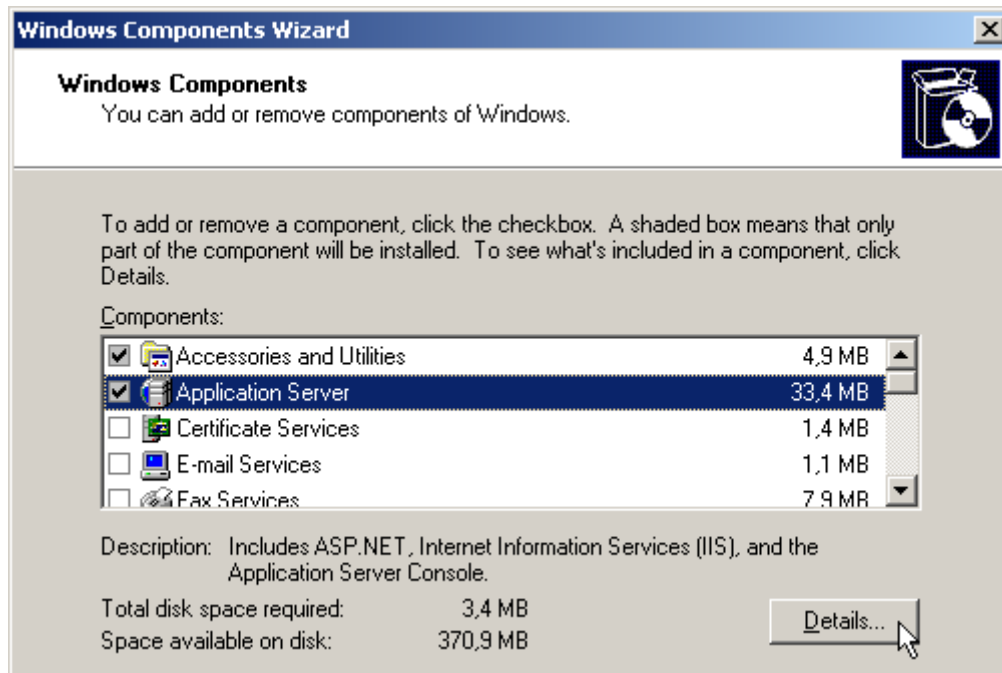 Windows Components Wizard
Windows Components
You can add or remove components of Windows.
To add or remove a component, click the checkbox. A shaded box means that only
part of the component will be installed. To see what's included in a component, click
Details.
Components:
Accessories and Utilities 4,9 MB
Application Server 33,4 MB
Certificate Services 1,4 MB
E-mail Services 1,1 MB
Fax Services 7,9 MB
Description: Includes ASP.NET, Internet Information Services (IIS), and the
Application Server Console.
Total disk space required: 3,4 MB
Space available on disk: 370,9 MB
Details...